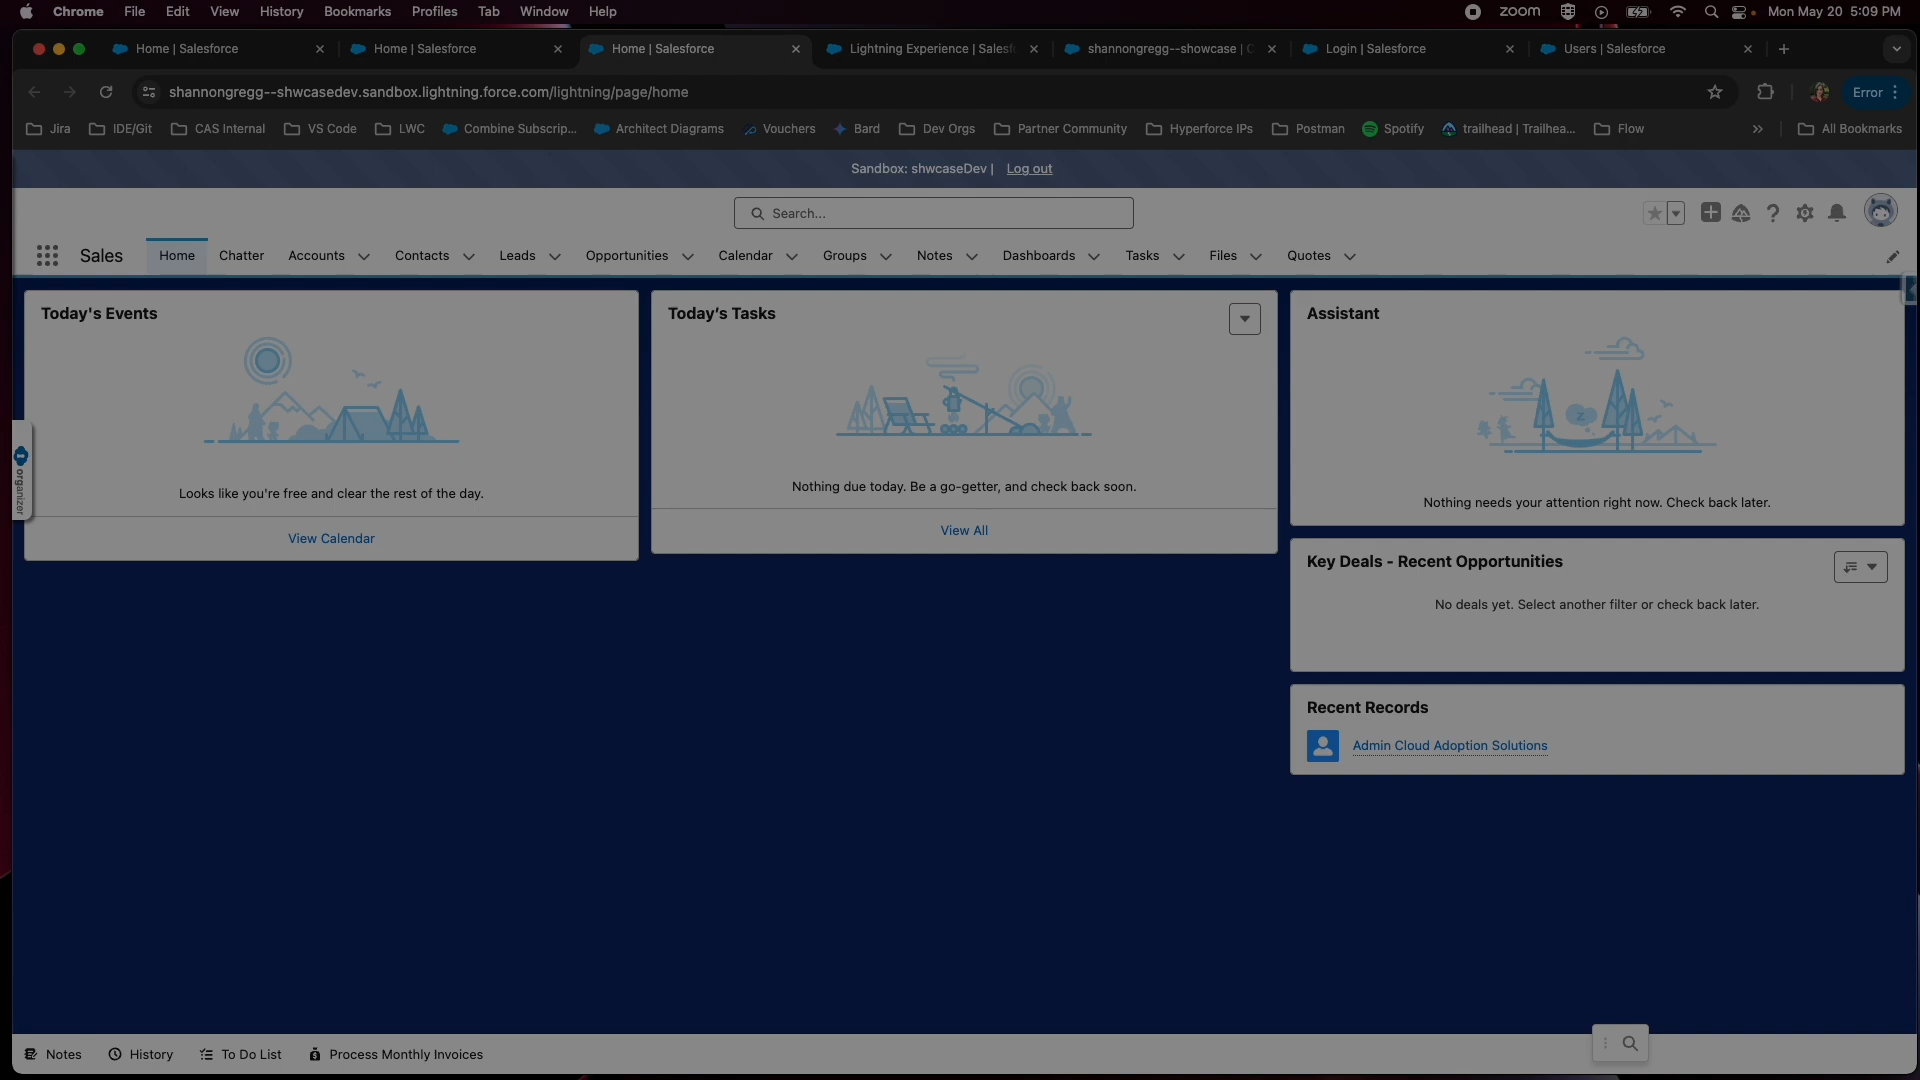 Chrome File Edit View History Bookmarks Profiles Tab Window Help zoom Mon May 20 5:09 PM
Home | Salesforce Home | Salesforce Home | Salesforce Lightning Experience | Salesf shannongregg--showcase | C Login | Salesforce Users | Salesforce
shannongregg--shwcasedev.sandbox.lightning.force.com/lightning/page/home Error
Jira IDE/Git CAS Internal VS Code LWC Combine Subscrip... Architect Diagrams Vouchers Bard Dev Orgs Partner Community Hyperforce IPs Postman Spotify trailhead | Trailhea... Flow » All Bookmarks
Sandbox: shwcaseDev | Log out
Search...
Sales Home Chatter Accounts Contacts Leads Opportunities Calendar Groups Notes Dashboards Tasks Files Quotes
Today's Events
Looks like you're free and clear the rest of the day.
View Calendar
organizer
Today's Tasks
Nothing due today. Be a go-getter, and check back soon.
View All
Assistant
Z
Nothing needs your attention right now. Check back later.
Key Deals - Recent Opportunities
No deals yet. Select another filter or check back later.
Recent Records
Admin Cloud Adoption Solutions
Notes History To Do List Process Monthly Invoices